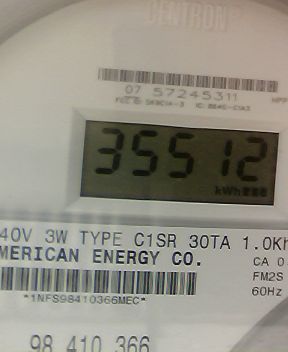 CENTRON
07 57245311
35512
kWh
40V 3W TYPE C1SR 30TA 1.0Kh
MERICAN ENERGY CO.
CA 0
FM2S
*1NFS98410366MEC*
60Hz
98 410 366